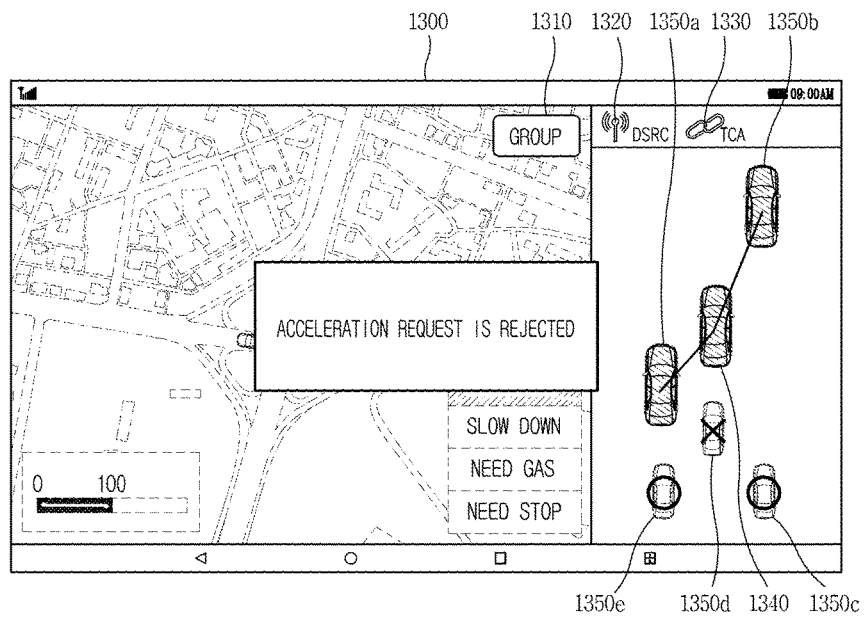 1300 1310 1320 1350a 1330 1350b
09:00AM
GROUP DSRC TCA
ACCELERATION REQUEST IS REJECTED
SLOW DOWN
0 100 NEED GAS
NEED STOP
1350e 1350d 1340 1350c